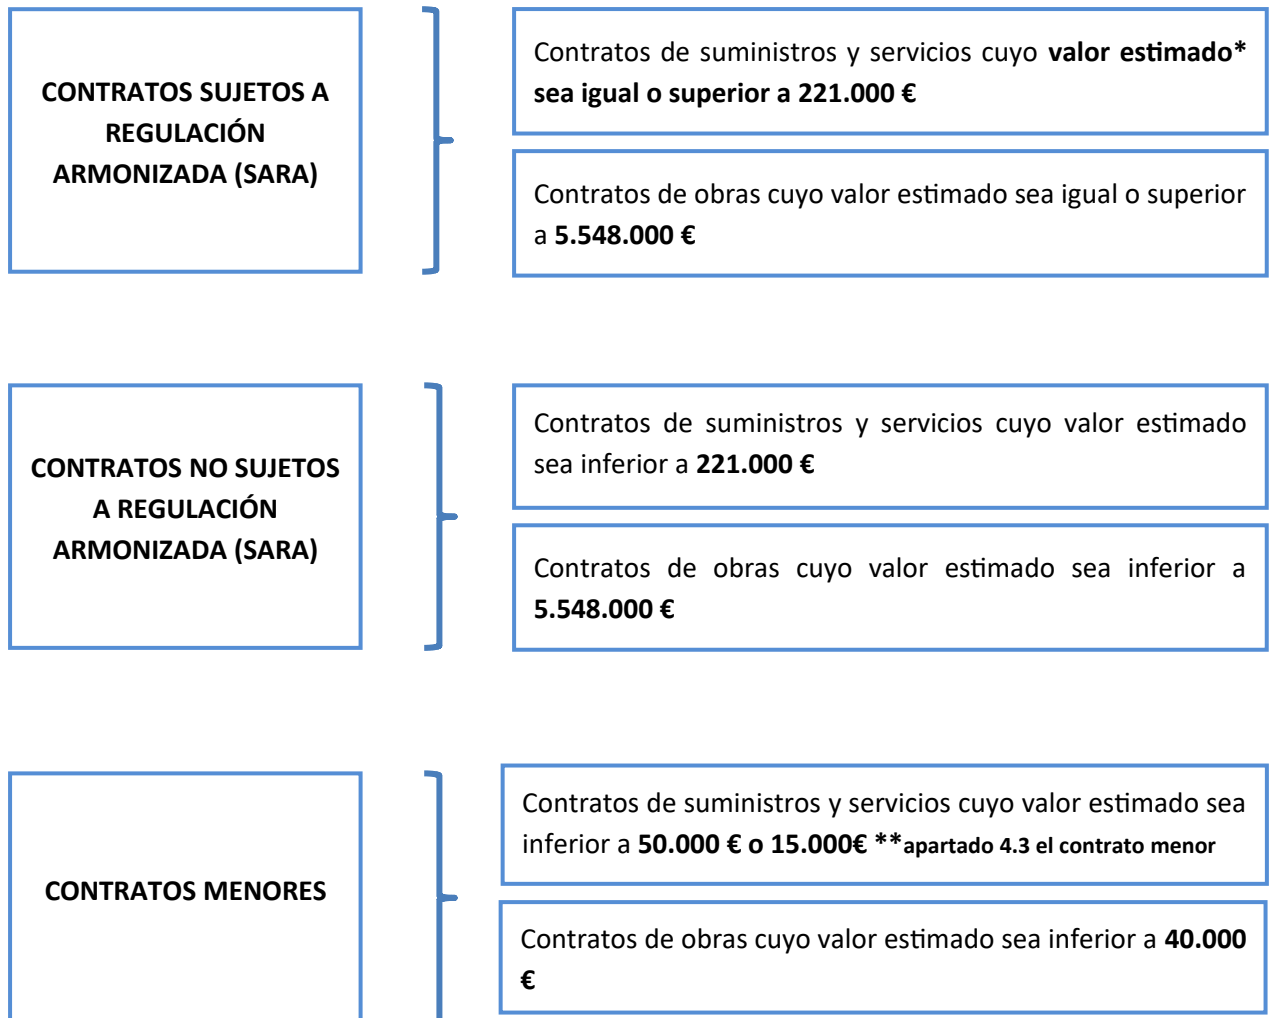 CONTRATOS SUJETOS A
REGULACIÓN
ARMONIZADA (SARA)
Contratos de suministros y servicios cuyo valor estimado*
sea igual o superior a 221.000 €
Contratos de obras cuyo valor estimado sea igual o superior
a 5.548.000 €
CONTRATOS NO SUJETOS
A REGULACIÓN
ARMONIZADA (SARA)
Contratos de suministros y servicios cuyo valor estimado
sea inferior a 221.000 €
Contratos de obras cuyo valor estimado sea inferior a
5.548.000 €
CONTRATOS MENORES
Contratos de suministros y servicios cuyo valor estimado sea
inferior a 50.000 € o 15.000€ **apartado 4.3 el contrato menor
Contratos de obras cuyo valor estimado sea inferior a 40.000
€